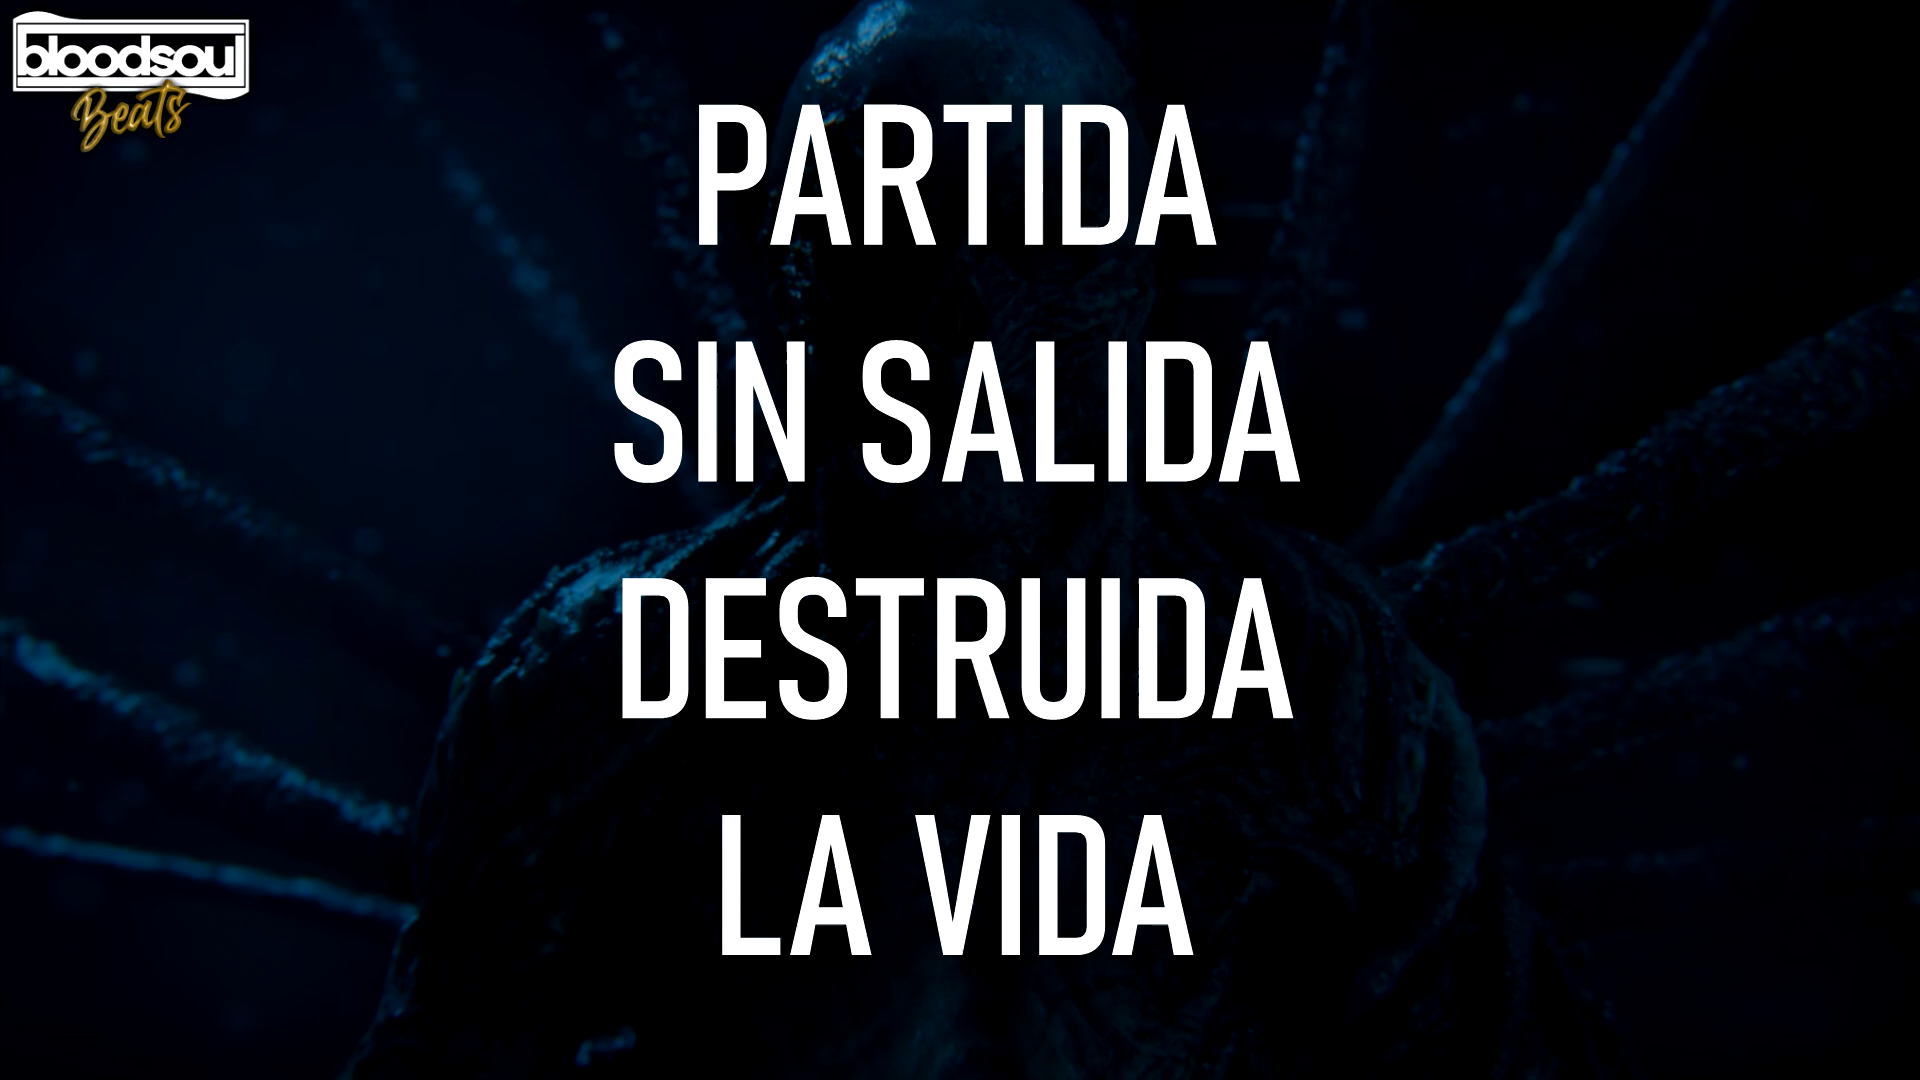 bloodsoul
Beats
PARTIDA
SIN SALIDA
DESTRUIDA
LA VIDA